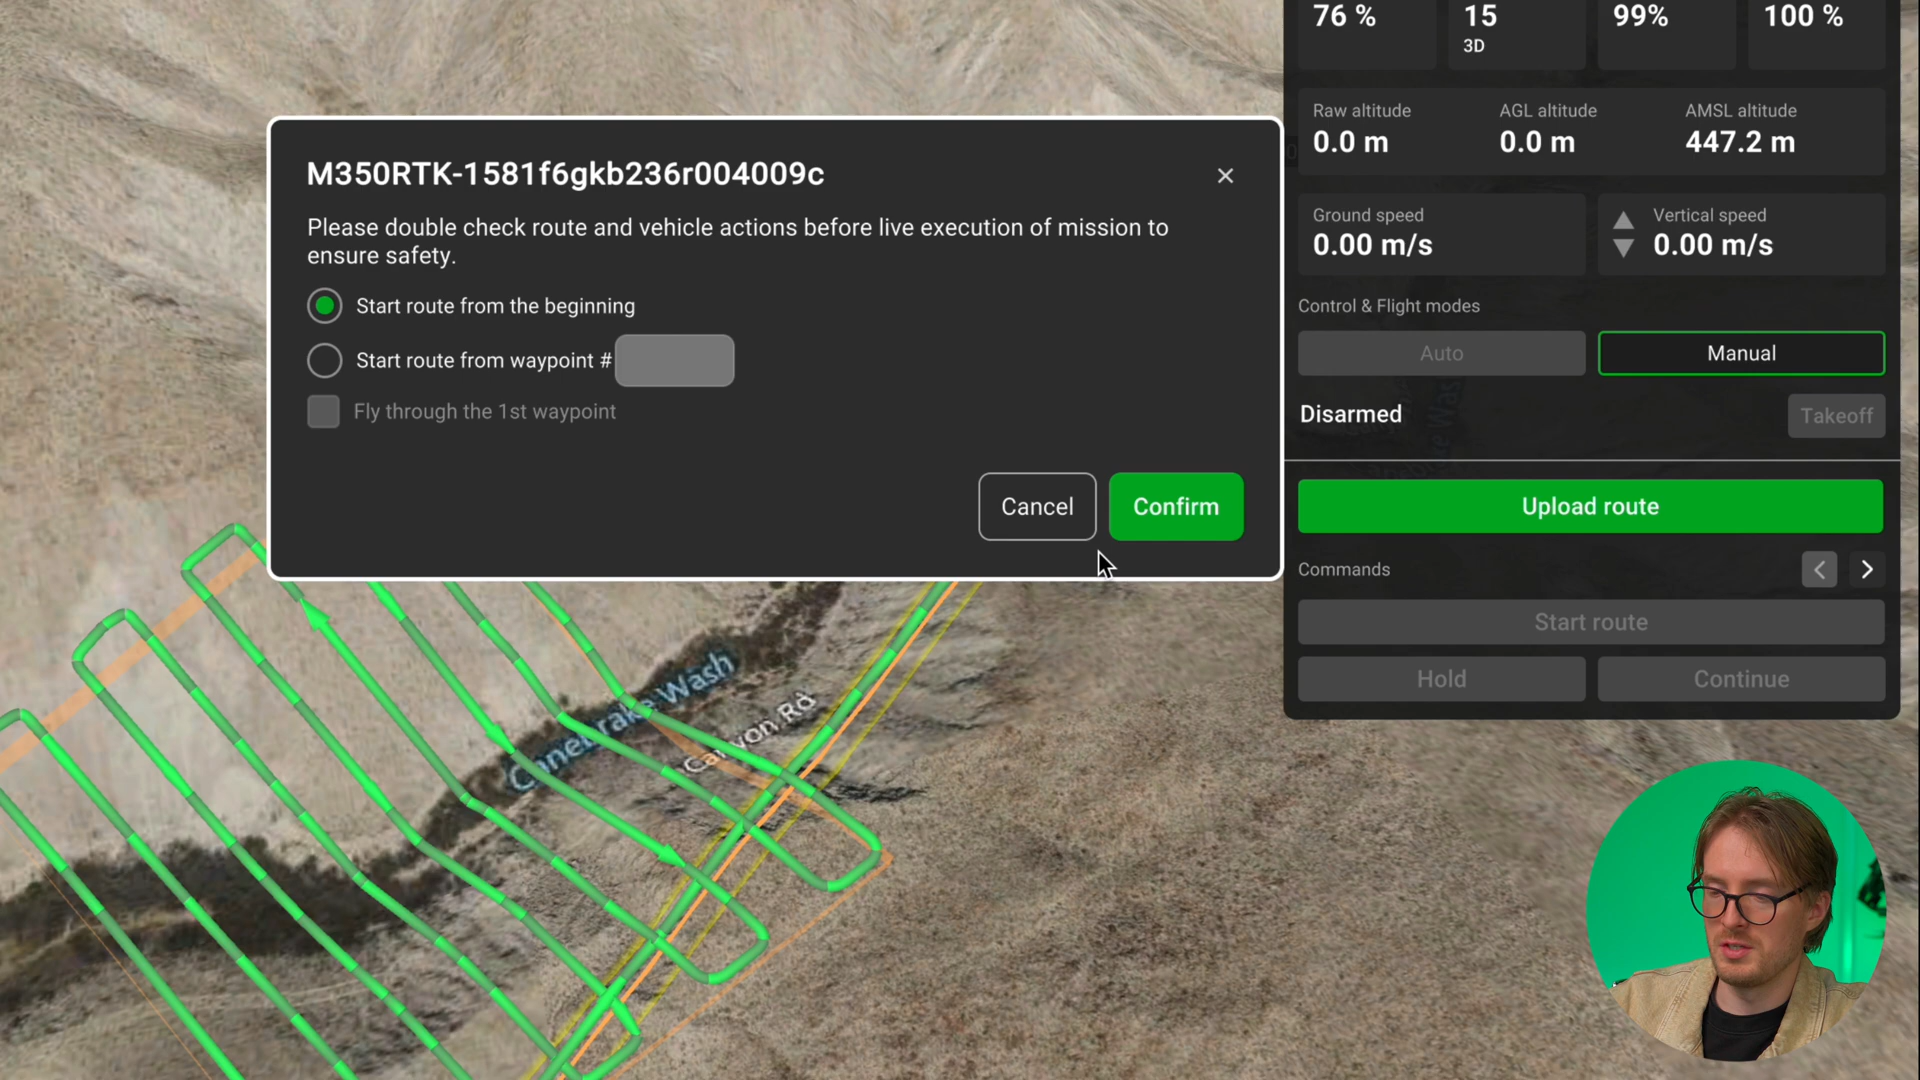 76 %
15
3D
99%
100 %
Raw altitude
0.0 m
AGL altitude
0.0 m
AMSL altitude
447.2 m
Ground speed
0.00 m/s
Vertical speed
0.00 m/s
Control & Flight modes
Auto
Manual
Disarmed
Takeoff
Upload route
Commands
Start route
Hold
Continue
M350RTK-1581f6gkb236r004009c
Please double check route and vehicle actions before live execution of mission to
ensure safety.
Start route from the beginning
Start route from waypoint #
Fly through the 1st waypoint
Cancel
Confirm
Canebrake Wash
Canyon Rd